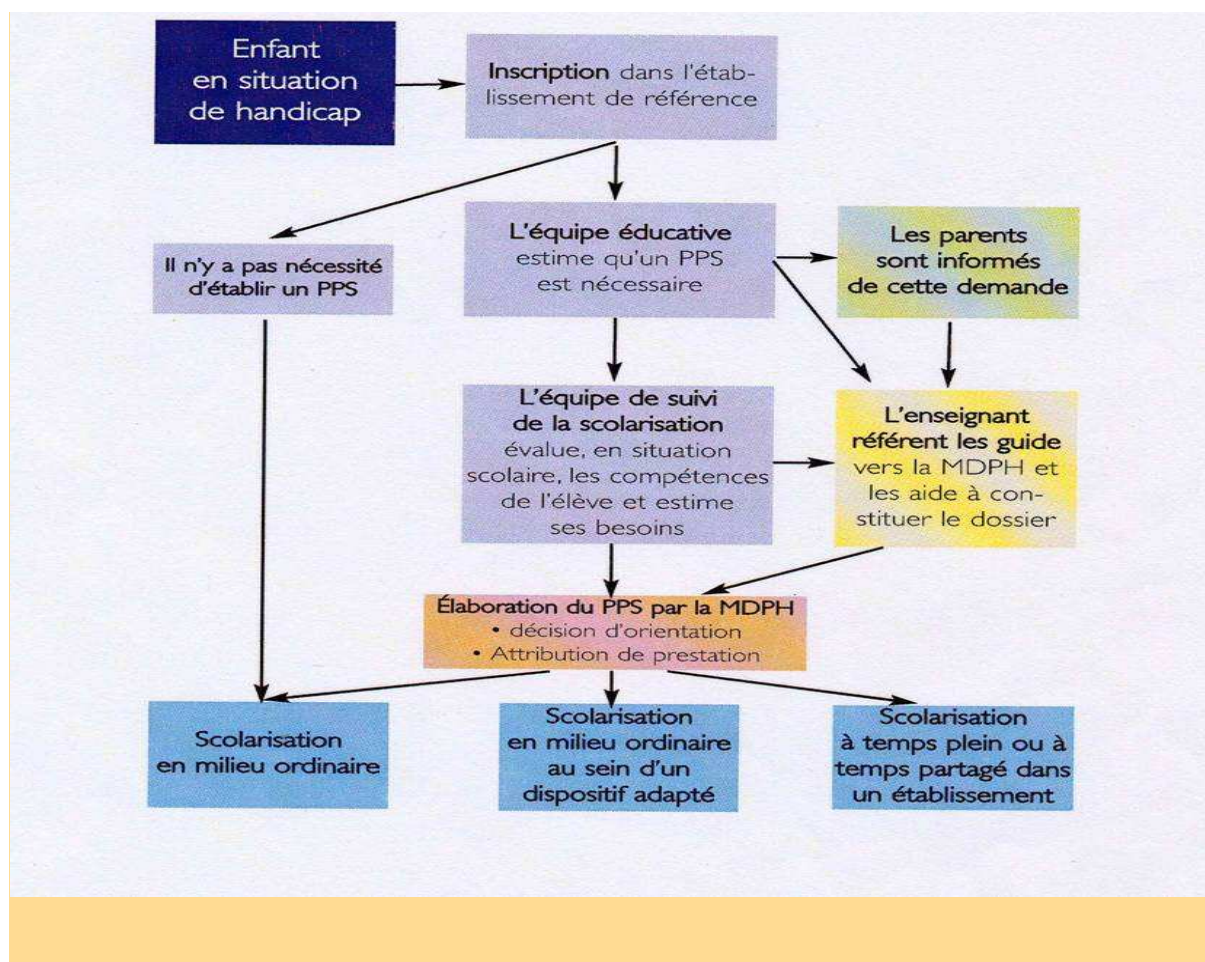 Enfant
en situation
de handicap
Inscription dans l'étab-
lissement de référence
Il n'y a pas nécessité
d'établir un PPS
L'équipe éducative
estime qu'un PPS
est nécessaire
Les parents
sont informés
de cette demande
L'équipe de suivi
de la scolarisation
évalue, en situation
scolaire, les compétences
de l'élève et estime
ses besoins
L'enseignant
référent les guide
vers la MDPH et
les aide à con-
stituer le dossier
Élaboration du PPS par la MDPH
• décision d'orientation
• Attribution de prestation
Scolarisation
en milieu ordinaire
Scolarisation
en milieu ordinaire
au sein d'un
dispositif adapté
Scolarisation
à temps plein ou à
temps partagé dans
un établissement